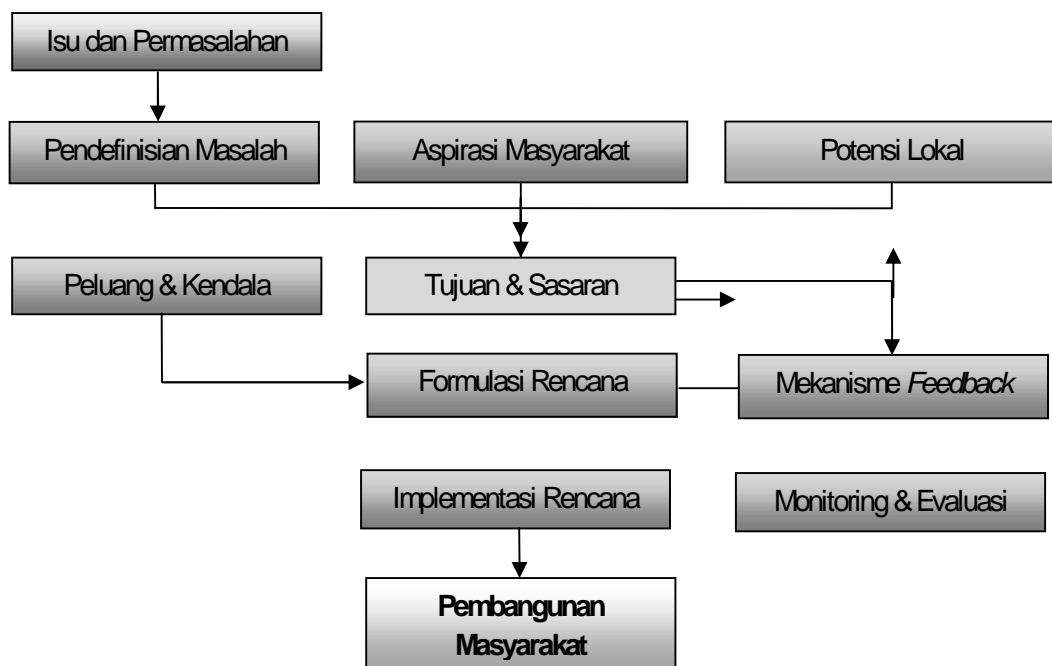 Isu dan Permasalahan
Pendefinisian Masalah
Aspirasi Masyarakat
Potensi Lokal
Peluang & Kendala
Tujuan & Sasaran
Formulasi Rencana
Mekanisme Feedback
Implementasi Rencana
Monitoring & Evaluasi
Pembangunan
Masyarakat